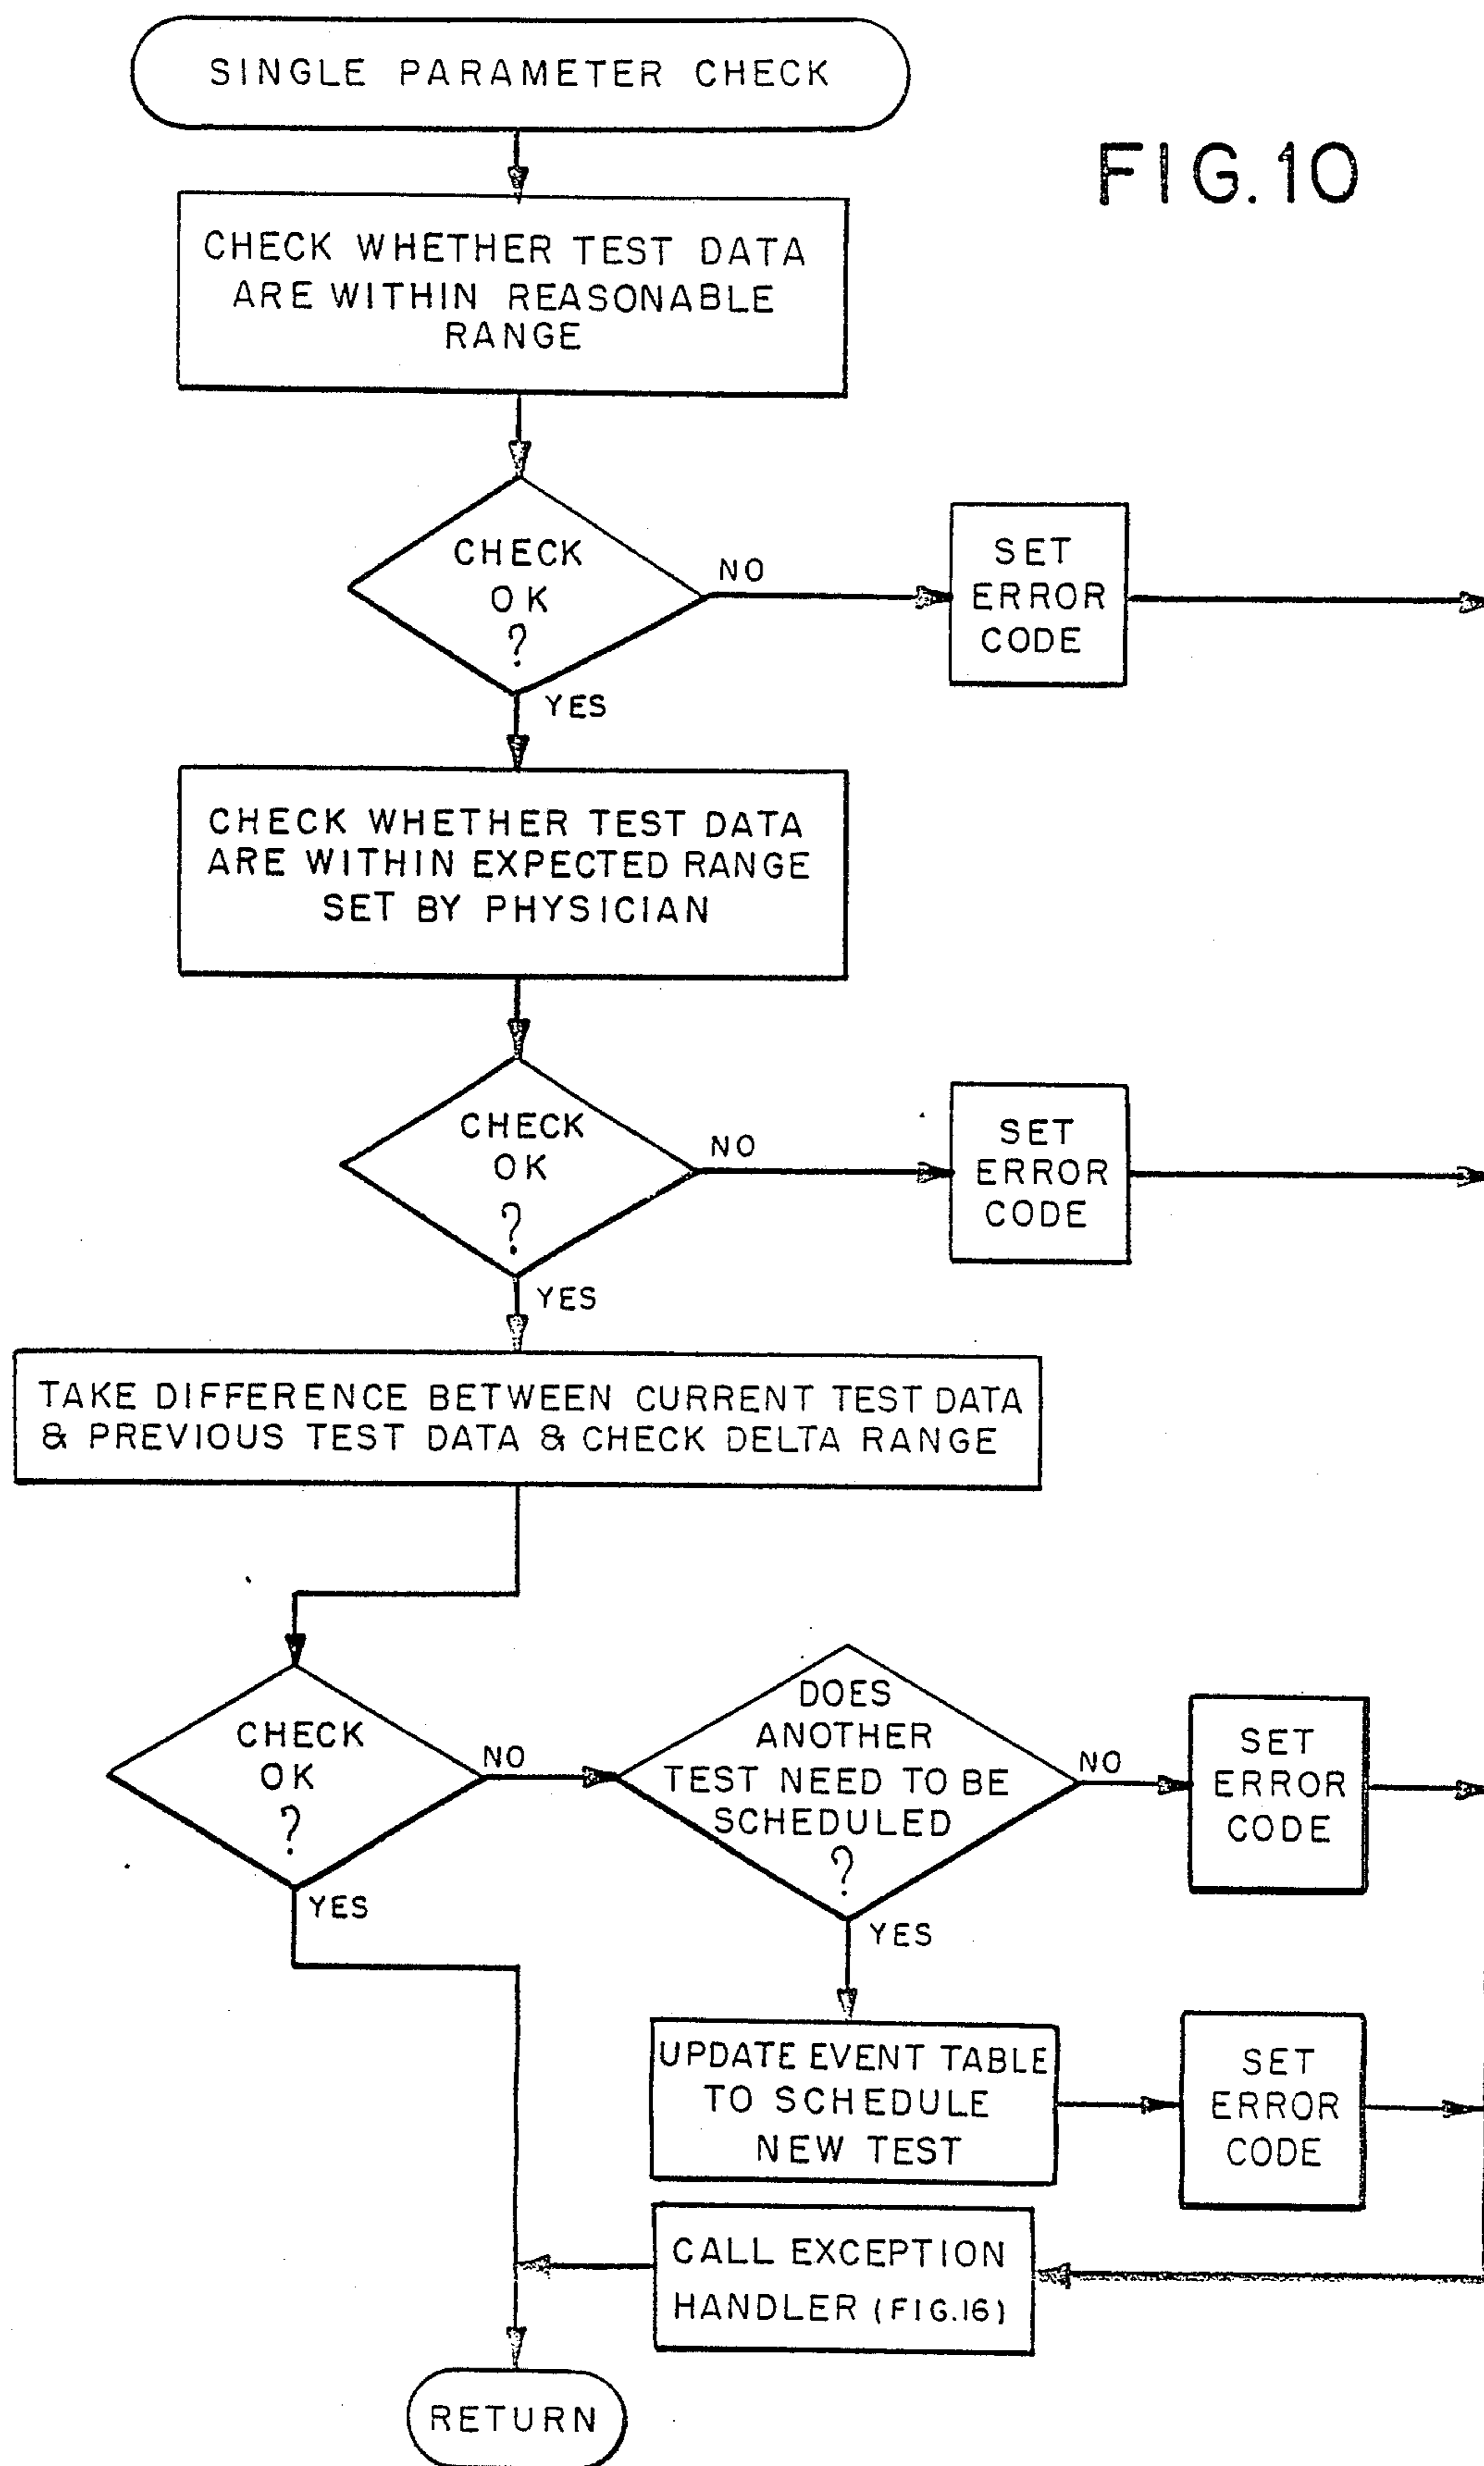 SINGLE PARAMETER CHECK
FIG. 10
CHECK WHETHER TEST DATA
ARE WITHIN REASONABLE
RANGE
CHECK
OK
?
NO
SET
ERROR
CODE
YES
CHECK WHETHER TEST DATA
ARE WITHIN EXPECTED RANGE
SET BY PHYSICIAN
CHECK
OK
?
NO
SET
ERROR
CODE
YES
TAKE DIFFERENCE BETWEEN CURRENT TEST DATA
& PREVIOUS TEST DATA & CHECK DELTA RANGE
CHECK
OK
?
NO
YES
DOES
ANOTHER
TEST NEED TO BE
SCHEDULED
?
NO
SET
ERROR
CODE
YES
UPDATE EVENT TABLE
TO SCHEDULE
NEW TEST
SET
ERROR
CODE
CALL EXCEPTION
HANDLER (FIG.16)
RETURN